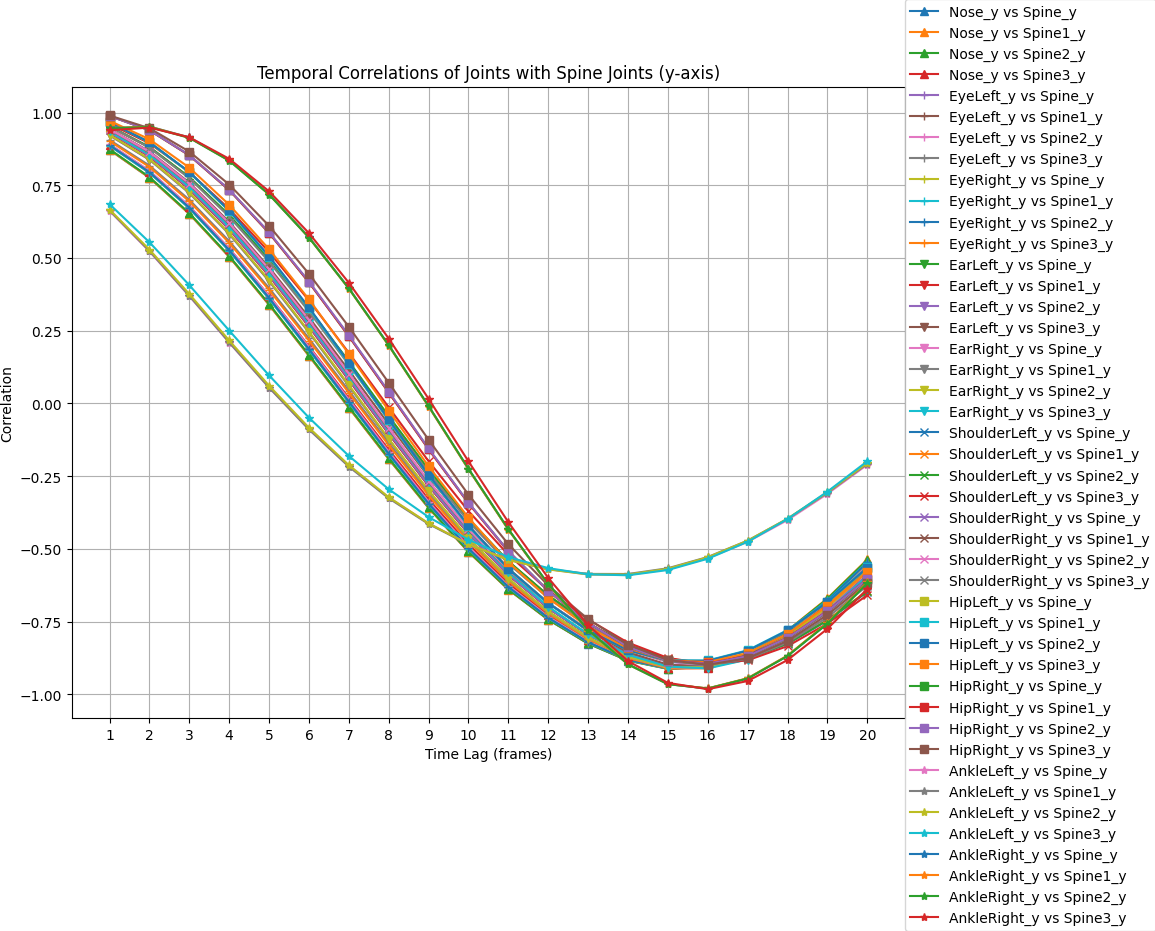 Temporal Correlations of Joints with Spine Joints (y-axis)
Correlation
1.00
0.75
0.50
0.25
0.00
−0.25
−0.50
−0.75
−1.00
1 2 3 4 5 6 7 8 9 10 11 12 13 14 15 16 17 18 19 20
Time Lag (frames)
Nose_y vs Spine_y
Nose_y vs Spine1_y
Nose_y vs Spine2_y
Nose_y vs Spine3_y
EyeLeft_y vs Spine_y
EyeLeft_y vs Spine1_y
EyeLeft_y vs Spine2_y
EyeLeft_y vs Spine3_y
EyeRight_y vs Spine_y
EyeRight_y vs Spine1_y
EyeRight_y vs Spine2_y
EyeRight_y vs Spine3_y
EarLeft_y vs Spine_y
EarLeft_y vs Spine1_y
EarLeft_y vs Spine2_y
EarLeft_y vs Spine3_y
EarRight_y vs Spine_y
EarRight_y vs Spine1_y
EarRight_y vs Spine2_y
EarRight_y vs Spine3_y
ShoulderLeft_y vs Spine_y
ShoulderLeft_y vs Spine1_y
ShoulderLeft_y vs Spine2_y
ShoulderLeft_y vs Spine3_y
ShoulderRight_y vs Spine_y
ShoulderRight_y vs Spine1_y
ShoulderRight_y vs Spine2_y
ShoulderRight_y vs Spine3_y
HipLeft_y vs Spine_y
HipLeft_y vs Spine1_y
HipLeft_y vs Spine2_y
HipLeft_y vs Spine3_y
HipRight_y vs Spine_y
HipRight_y vs Spine1_y
HipRight_y vs Spine2_y
HipRight_y vs Spine3_y
AnkleLeft_y vs Spine_y
AnkleLeft_y vs Spine1_y
AnkleLeft_y vs Spine2_y
AnkleLeft_y vs Spine3_y
AnkleRight_y vs Spine_y
AnkleRight_y vs Spine1_y
AnkleRight_y vs Spine2_y
AnkleRight_y vs Spine3_y